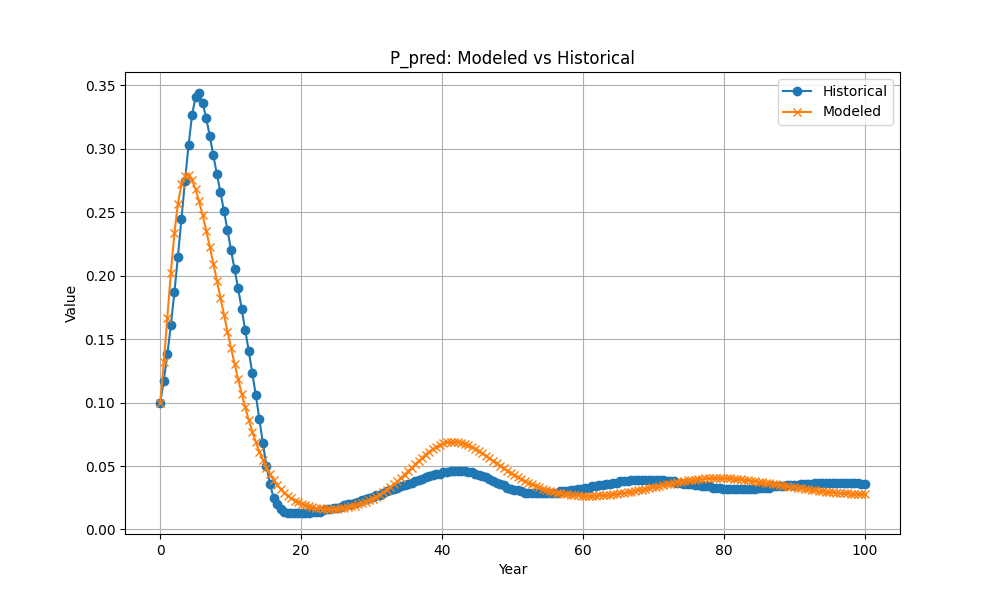 P_pred: Modeled vs Historical
Historical
Modeled
Value
0.35
0.30
0.25
0.20
0.15
0.10
0.05
0.00
0 20 40 60 80 100
Year